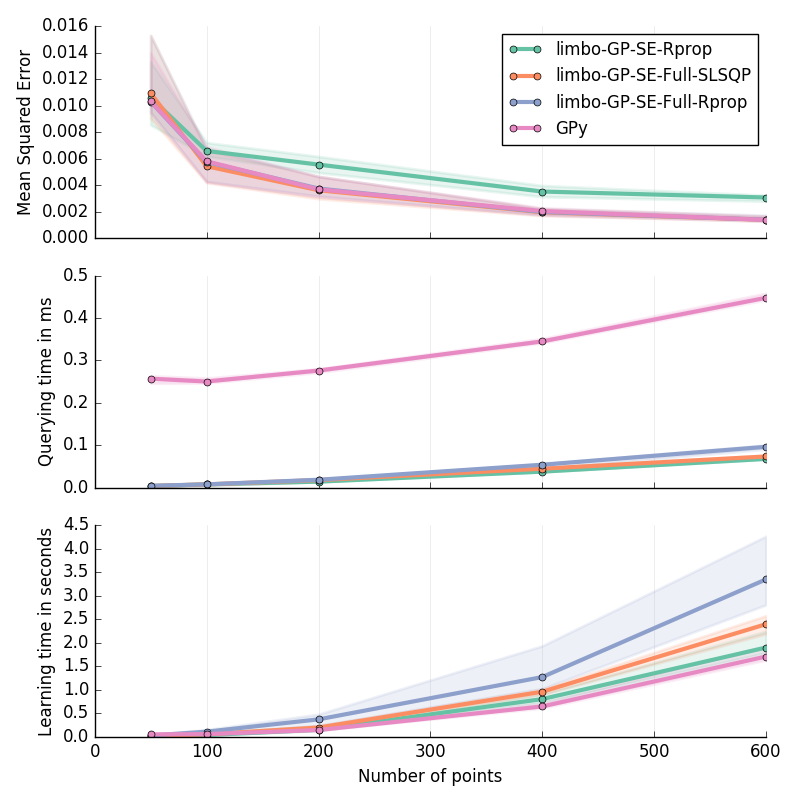 0.016
0.014
0.012
0.010
0.008
0.006
0.004
0.002
0.000
Mean Squared Error
limbo-GP-SE-Rprop
limbo-GP-SE-Full-SLSQP
limbo-GP-SE-Full-Rprop
GPy
0.5
0.4
0.3
0.2
0.1
0.0
Querying time in ms
4.5
4.0
3.5
3.0
2.5
2.0
1.5
1.0
0.5
0.0
Learning time in seconds
0 100 200 300 400 500 600
Number of points